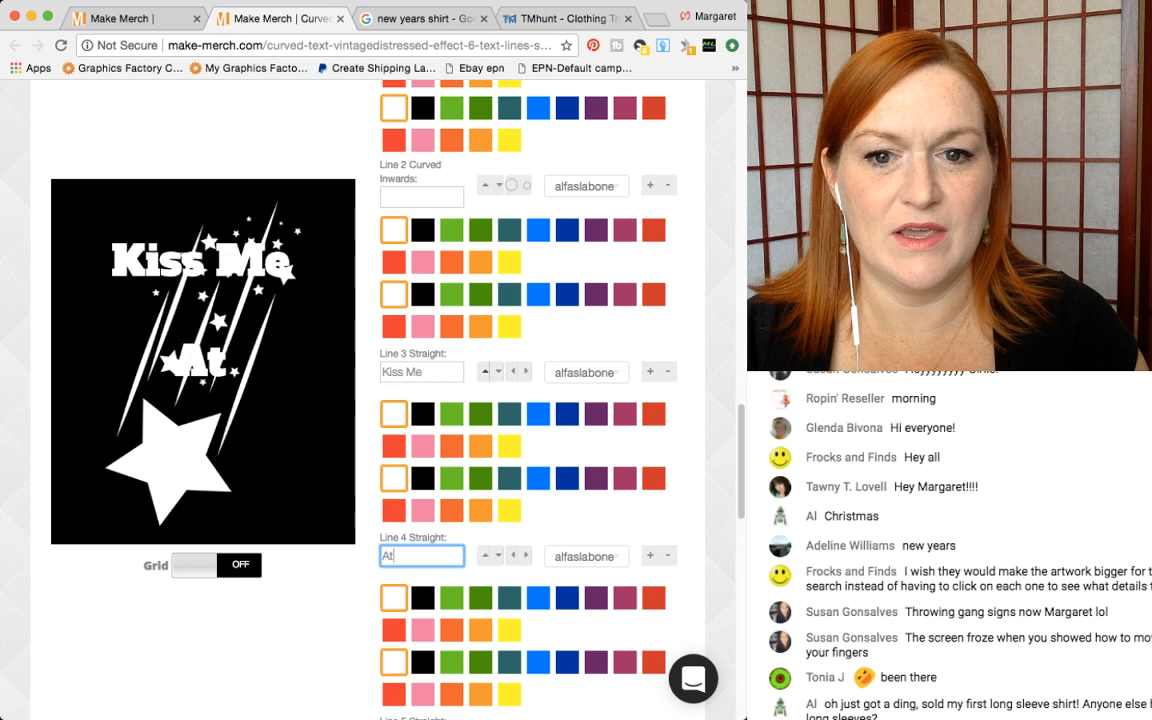 Make Merch |
Make Merch | Curve
new years shirt - Go
TMhunt - Clothing Tr
Margaret
Not Secure | make-merch.com/curved-text-vintagedistressed-effect-6-text-lines-s...
Apps
Graphics Factory C...
My Graphics Facto...
Create Shipping La...
Ebay epn
EPN-Default camp...
»
Line 2 Curved
Inwards:
alfaslabone
+ -
Kiss Me
At
Line 3 Straight:
Kiss Me
alfaslabone
+ -
Line 4 Straight:
At
alfaslabone
+ -
Grid OFF
Ropin' Reseller morning
Glenda Bivona Hi everyone!
Frocks and Finds Hey all
Tawny T. Lovell Hey Margaret!!!!
Al Christmas
Adeline Williams new years
Frocks and Finds I wish they would make the artwork bigger for t
search instead of having to click on each one to see what details t
Susan Gonsalves Throwing gang signs now Margaret lol
Susan Gonsalves The screen froze when you showed how to mo
your fingers
Tonia J been there
Al oh just got a ding, sold my first long sleeve shirt! Anyone else h
long sleeves?